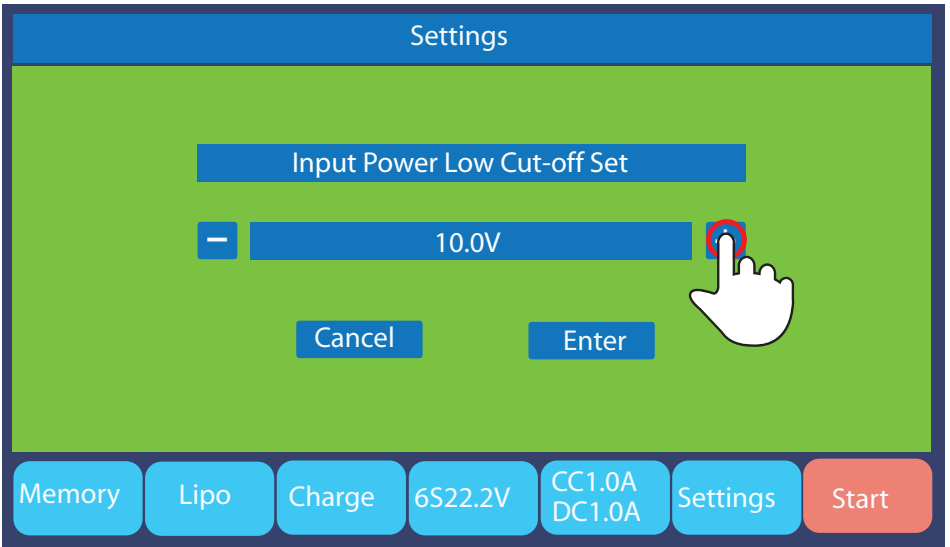 Settings
Input Power Low Cut-off Set
− 10.0V
Cancel Enter
Memory Lipo Charge 6S22.2V CC1.0A DC1.0A Settings Start